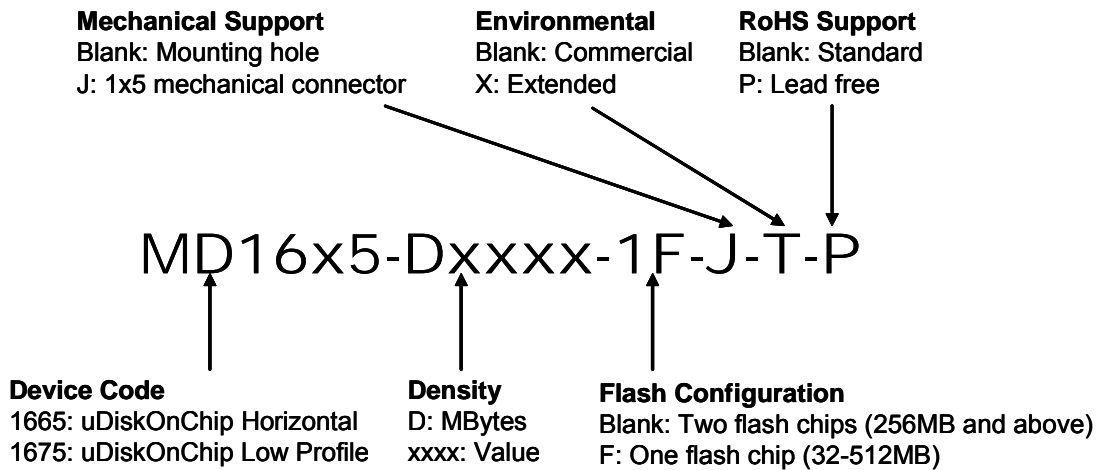 Mechanical Support
Blank: Mounting hole
J: 1x5 mechanical connector
Environmental
Blank: Commercial
X: Extended
RoHS Support
Blank: Standard
P: Lead free
MD16x5-Dxxxx-1F-J-T-P
Device Code
1665: uDiskOnChip Horizontal
1675: uDiskOnChip Low Profile
Density
D: MBytes
xxxx: Value
Flash Configuration
Blank: Two flash chips (256MB and above)
F: One flash chip (32-512MB)